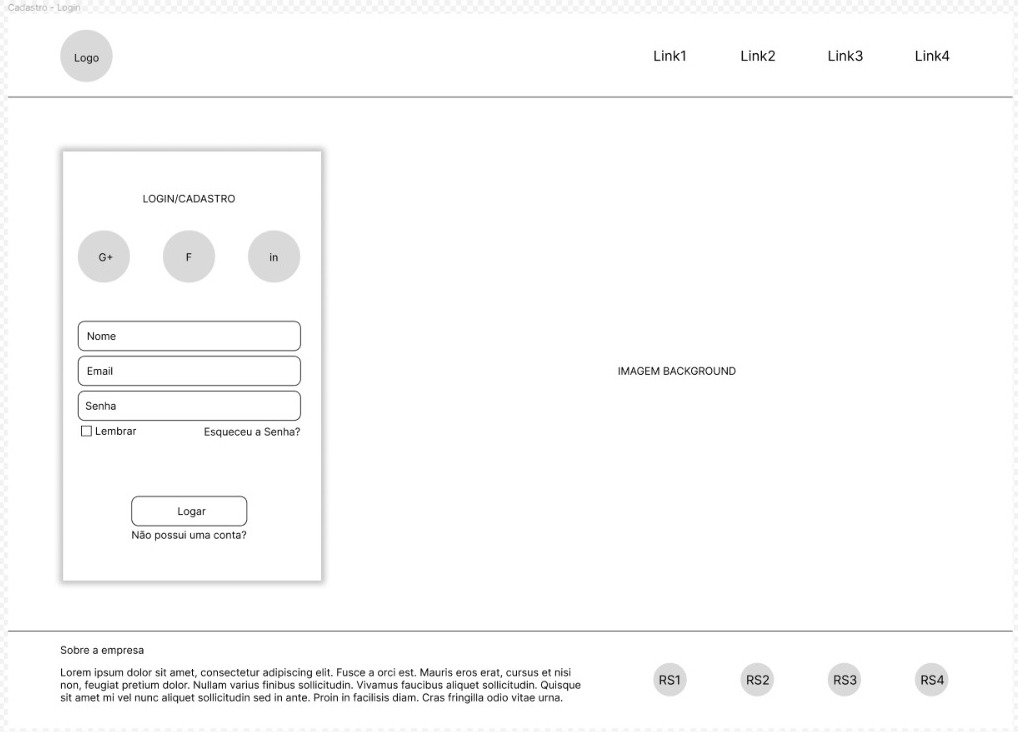 Cadastro - Login
Logo
Link1
Link2
Link3
Link4
LOGIN/CADASTRO
G+
F
in
Nome
Email
Senha
Lembrar
Esqueceu a Senha?
Logar
Não possui uma conta?
IMAGEM BACKGROUND
Sobre a empresa
Lorem ipsum dolor sit amet, consectetur adipiscing elit. Fusce a orci est. Mauris eros erat, cursus et nisi
non, feugiat pretium dolor. Nullam varius finibus sollicitudin. Vivamus faucibus aliquet sollicitudin. Quisque
sit amet mi vel nunc aliquet sollicitudin sed in ante. Proin in facilisis diam. Cras fringilla odio vitae urna.
RS1
RS2
RS3
RS4